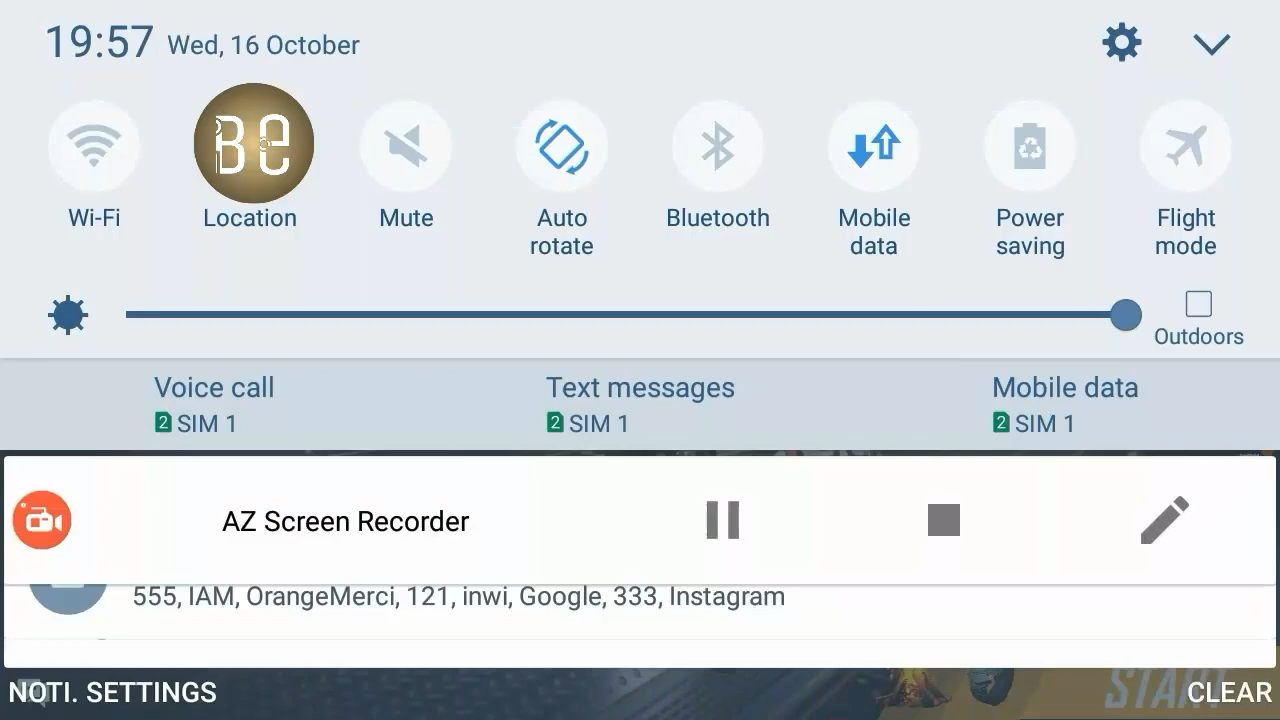 19:57 Wed, 16 October
Be
Wi-Fi
Location
Mute
Auto
rotate
Bluetooth
Mobile
data
Power
saving
Flight
mode
Outdoors
Voice call
2 SIM 1
Text messages
2 SIM 1
Mobile data
2 SIM 1
AZ Screen Recorder
555, IAM, OrangeMerci, 121, inwi, Google, 333, Instagram
NOTI. SETTINGS
START
CLEAR